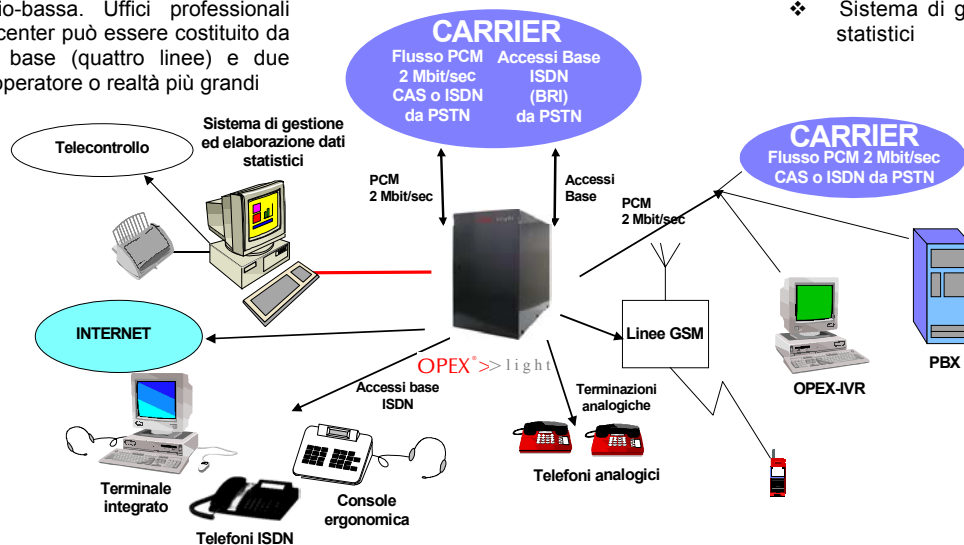 io-bassa. Uffici professionali
center può essere costituito da
base (quattro linee) e due
operatore o realtà più grandi
❖ Sistema di g
statistici
CARRIER
Flusso PCM
2 Mbit/sec
CAS o ISDN
da PSTN
Accessi Base
ISDN
(BRI)
da PSTN
Telecontrollo
Sistema di gestione
ed elaborazione dati
statistici
PCM
2 Mbit/sec
Accessi
Base
PCM
2 Mbit/sec
CARRIER
Flusso PCM 2 Mbit/sec
CAS o ISDN da PSTN
INTERNET
Linee GSM
OPEX°>>light
OPEX-IVR
PBX
Accessi base
ISDN
Terminazioni
analogiche
Telefoni analogici
Terminale
integrato
Console
ergonomica
Telefoni ISDN